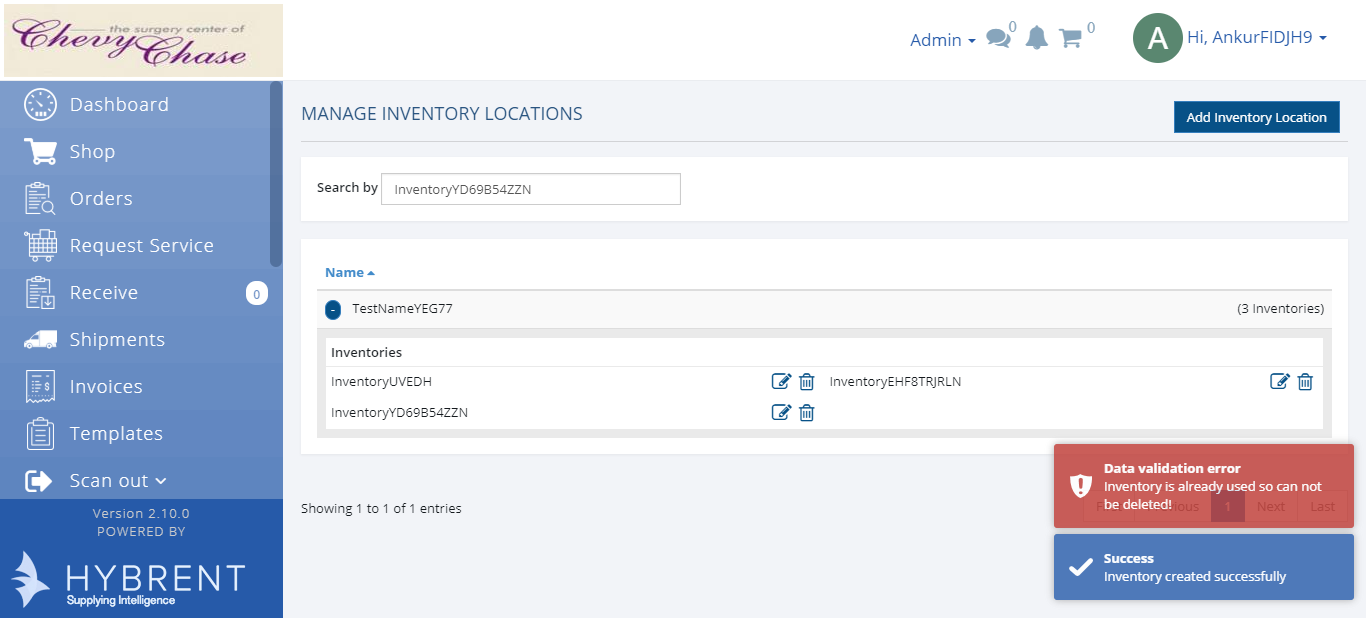 the surgery center of
Chevy Chase
Admin
0
0
A
Hi, AnkurFIDJH9
Dashboard
Shop
Orders
Request Service
Receive
0
Shipments
Invoices
Templates
Scan out
Version 2.10.0
POWERED BY
HYBRENT
Supplying Intelligence
MANAGE INVENTORY LOCATIONS
Add Inventory Location
Search by
InventoryYD69B54ZZN
Name
- TestNameYEG77 (3 Inventories)
Inventories
InventoryUVEDH InventoryEHF8TRJRLN
InventoryYD69B54ZZN
Showing 1 to 1 of 1 entries
1 Next Last
Data validation error
Inventory is already used so can not
be deleted!
Success
Inventory created successfully